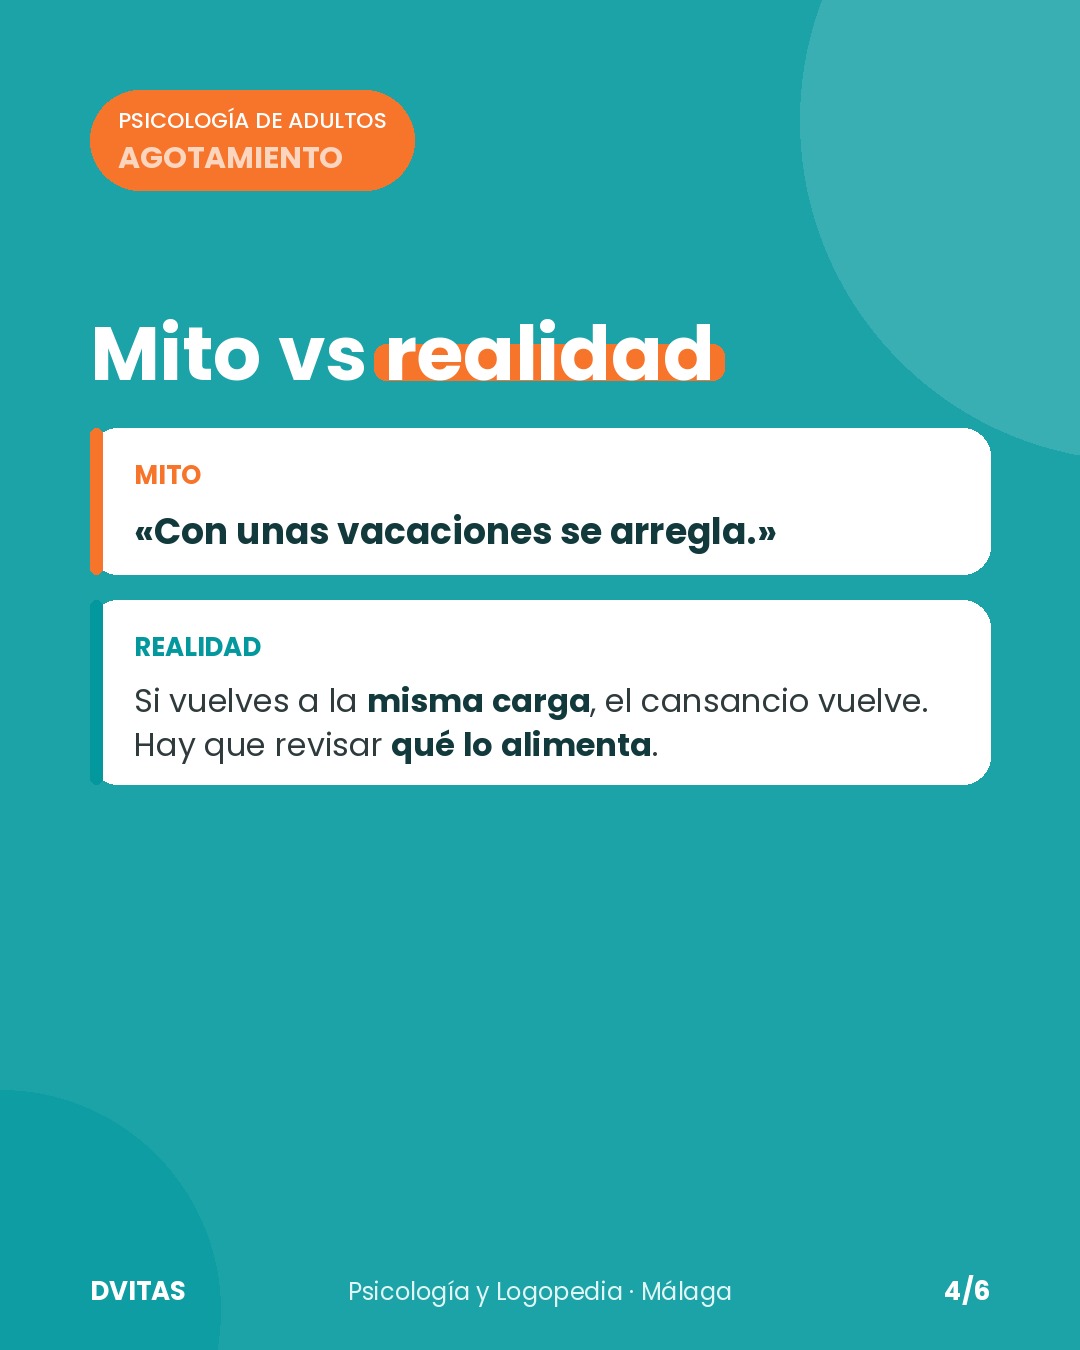 PSICOLOGÍA DE ADULTOS
AGOTAMIENTO
Mito vs realidad
MITO
«Con unas vacaciones se arregla.»
REALIDAD
Si vuelves a la misma carga, el cansancio vuelve.
Hay que revisar qué lo alimenta.
DVITAS
Psicología y Logopedia · Málaga
4/6